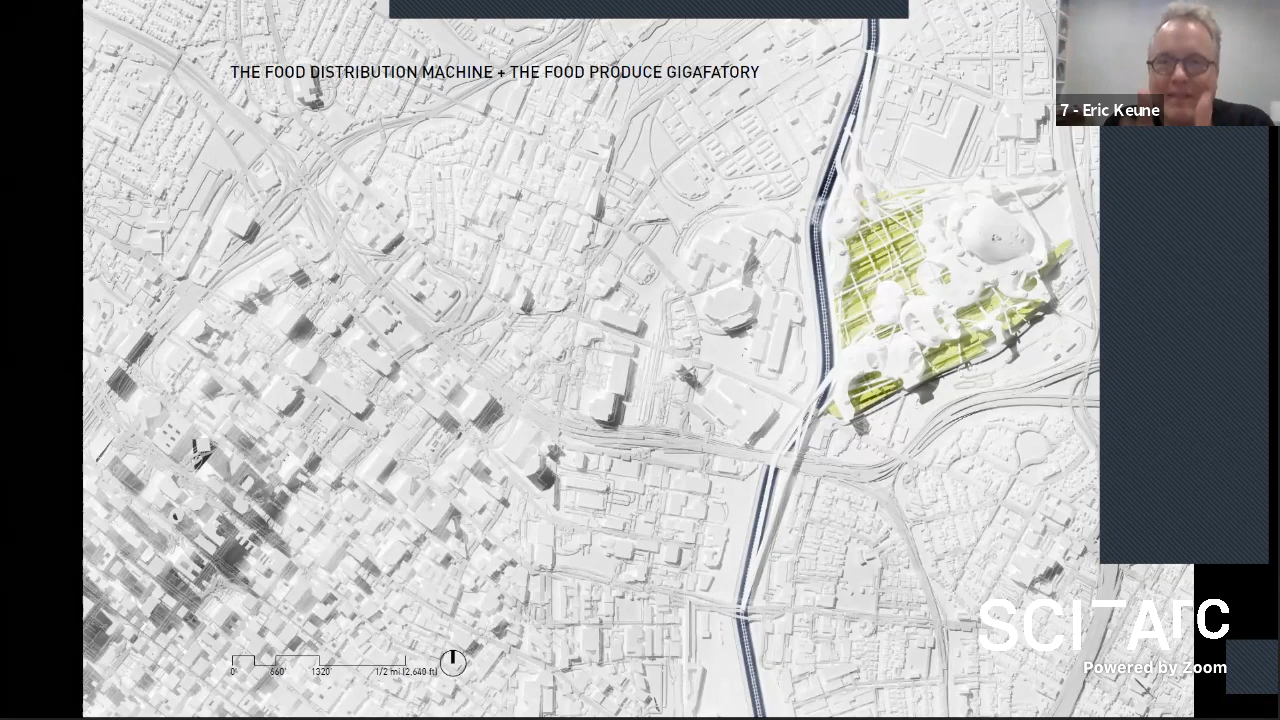 THE FOOD DISTRIBUTION MACHINE + THE FOOD PRODUCE GIGAFATORY
7 - Eric Keune
0' 660' 1320 1/2 mi (2,640 ft)
SCI-Arc
Powered by Zoom